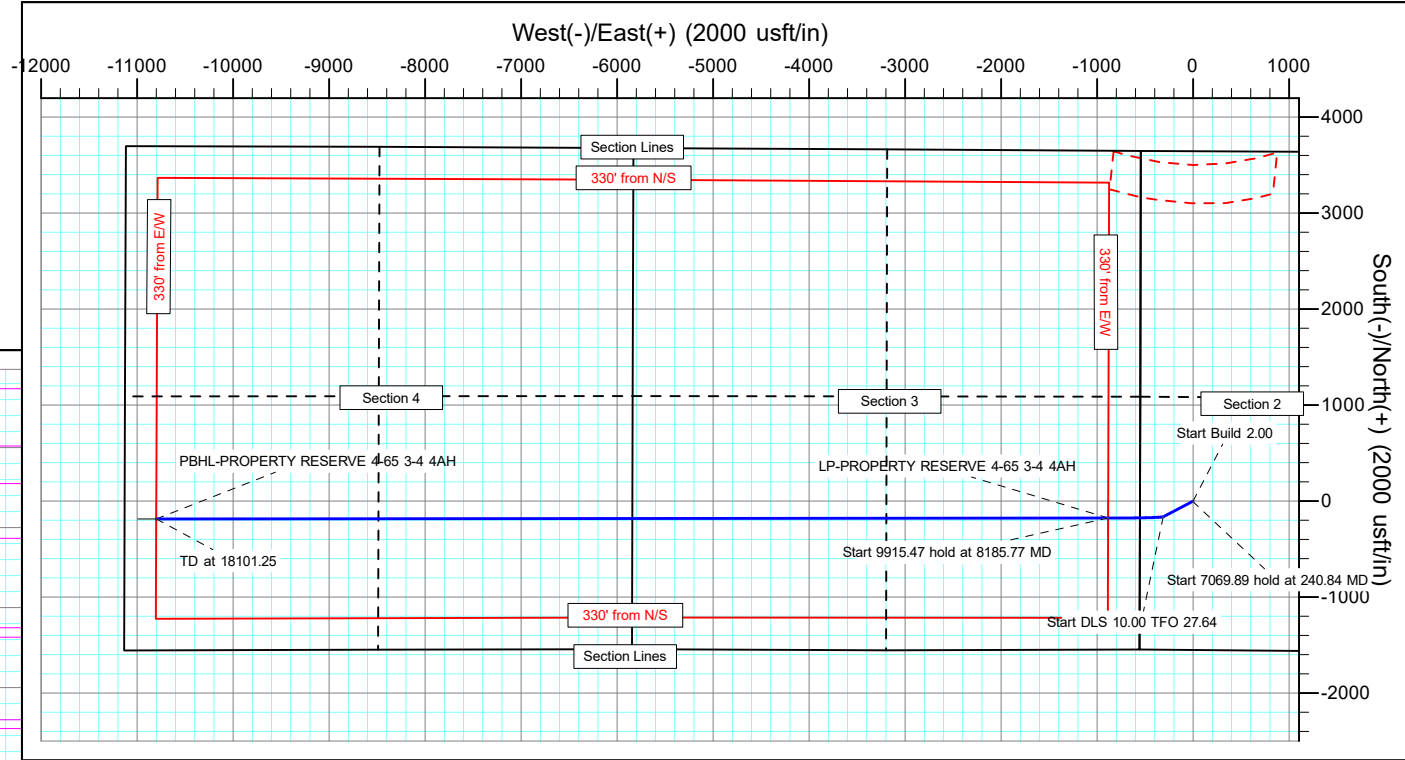 West(-)/East(+) (2000 usft/in)
-12000 -11000 -10000 -9000 -8000 -7000 -6000 -5000 -4000 -3000 -2000 -1000 0 1000
4000
Section Lines
330' from N/S
3000
330' from E/W
330' from E/W
South(-)/North(+) (2000 usft/in)
2000
Section 4
Section 3
Section 2
1000
Start Build 2.00
PBHL-PROPERTY RESERVE 4-65 3-4 4AH
LP-PROPERTY RESERVE 4-65 3-4 4AH
0
Start 9915.47 hold at 8185.77 MD
TD at 18101.25
Start 7069.89 hold at 240.84 MD
-1000
330' from N/S
Start DLS 10.00 TFO 27.64
Section Lines
-2000